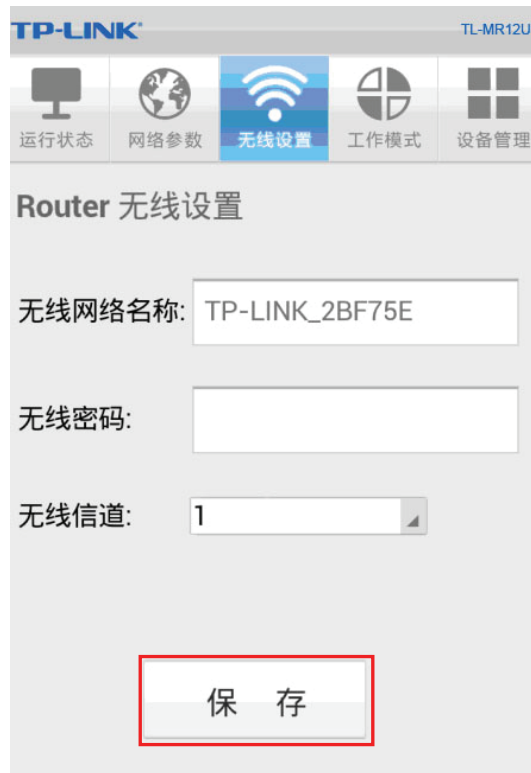 TP-LINK TL-MR12U
运行状态 网络参数 无线设置 工作模式 设备管理
Router 无线设置
无线网络名称: TP-LINK_2BF75E
无线密码:
无线信道: 1
保 存